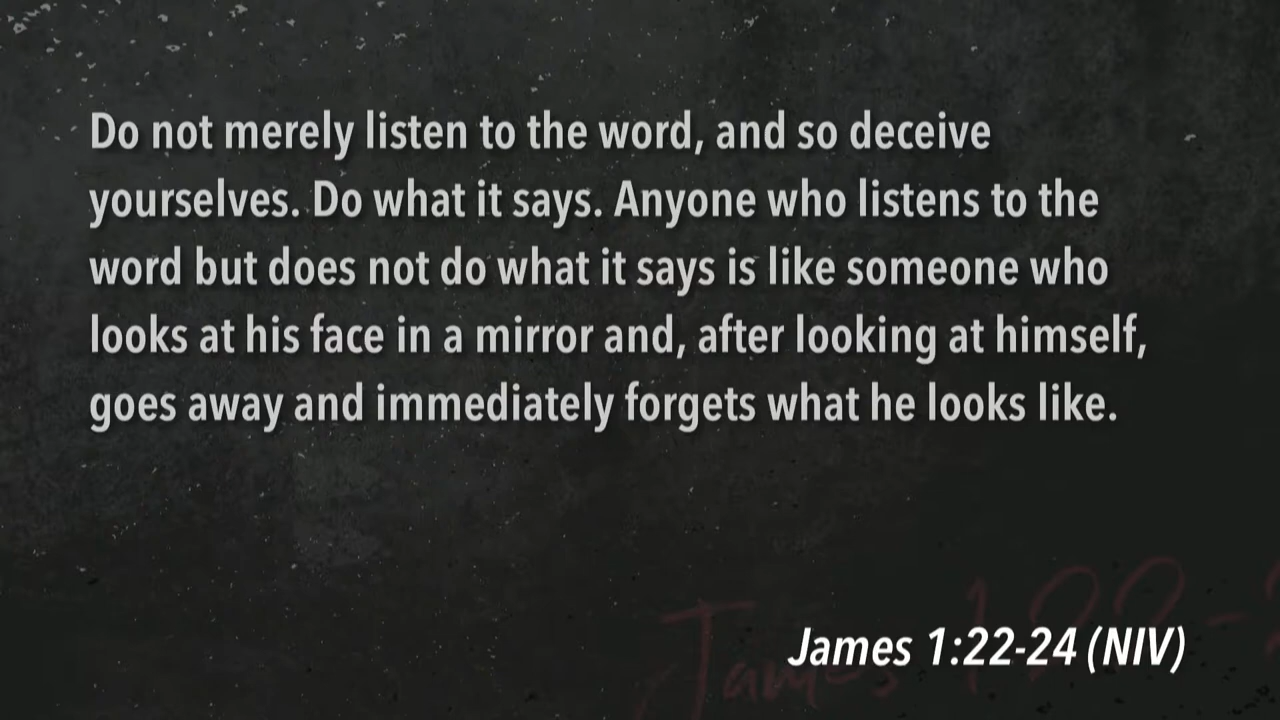 Do not merely listen to the word, and so deceive
yourselves. Do what it says. Anyone who listens to the
word but does not do what it says is like someone who
looks at his face in a mirror and, after looking at himself,
goes away and immediately forgets what he looks like.
James 1:22-24 (NIV)
James 1:22-